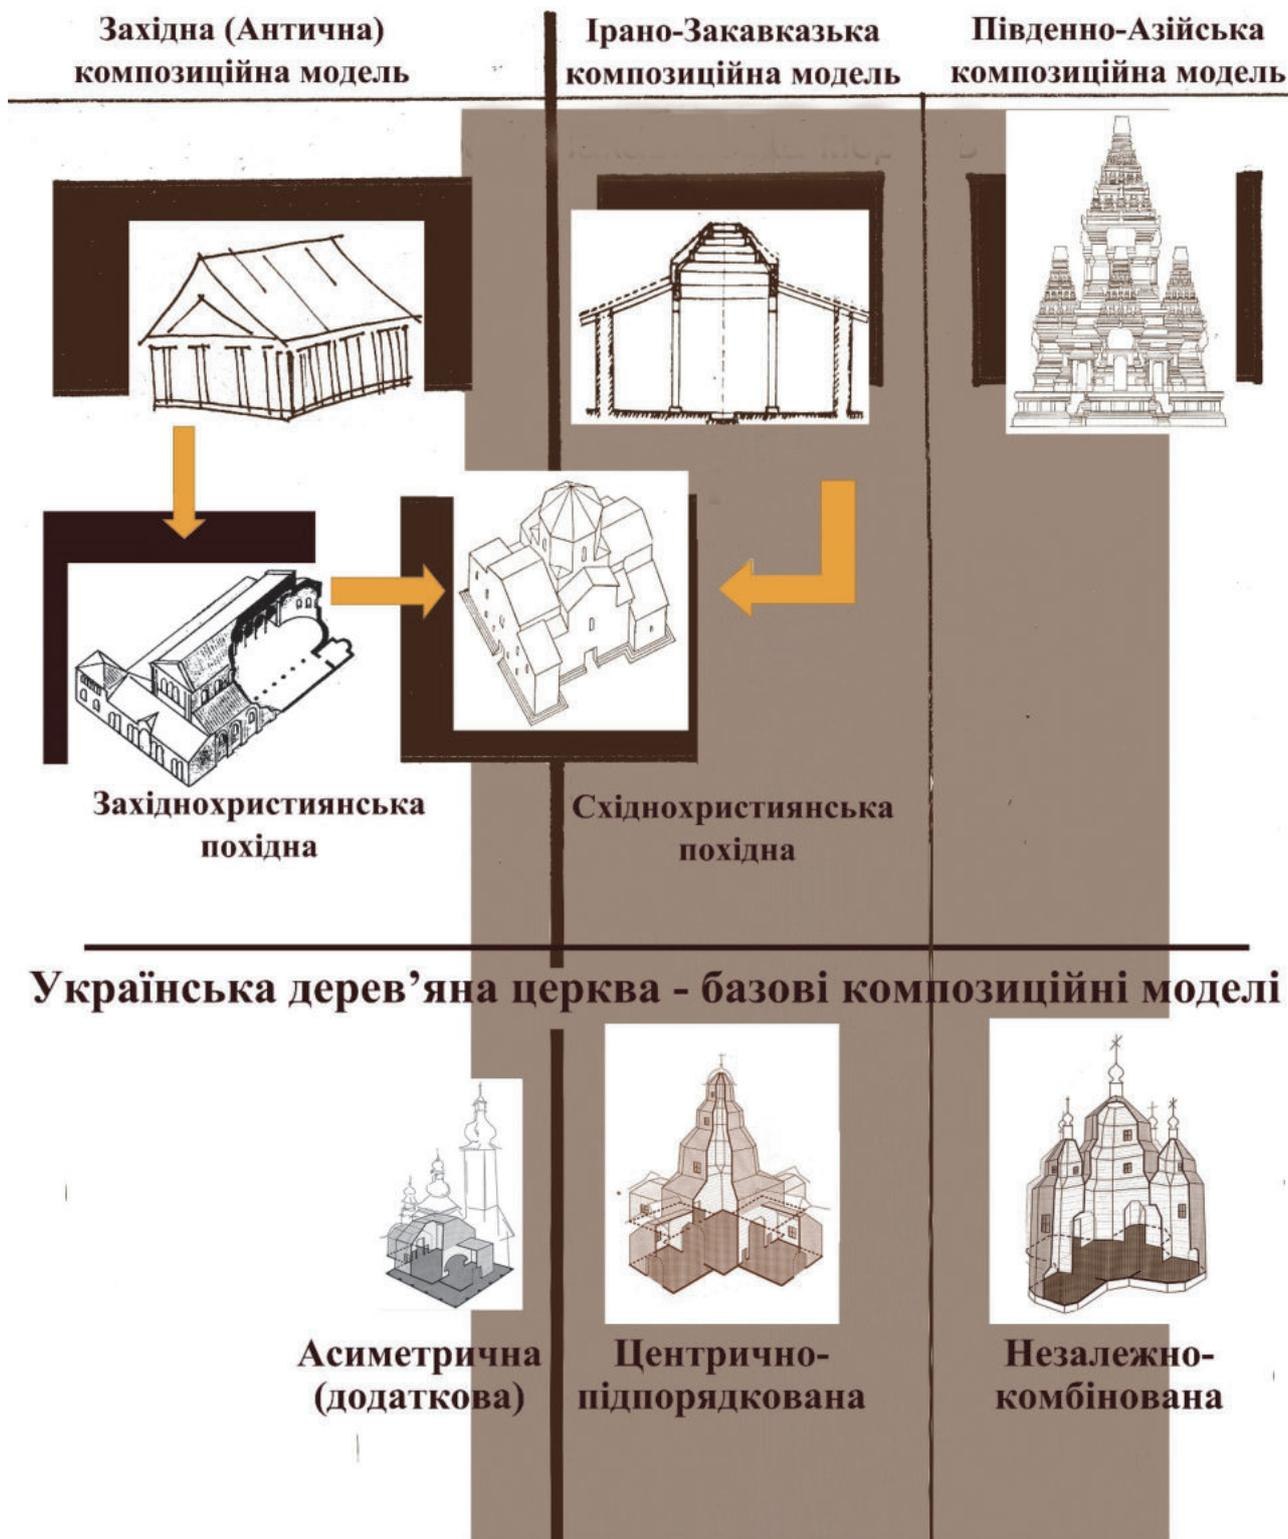 Західна (Антична)
композиційна модель
Ірано-Закавказька
композиційна модель
Південно-Азійська
композиційна модель
Західнохристиянська
похідна
Східнохристиянська
похідна
Українська дерев’яна церква - базові композиційні моделі
Асиметрична
(додаткова)
Центрично-
підпорядкована
Незалежно-
комбінована